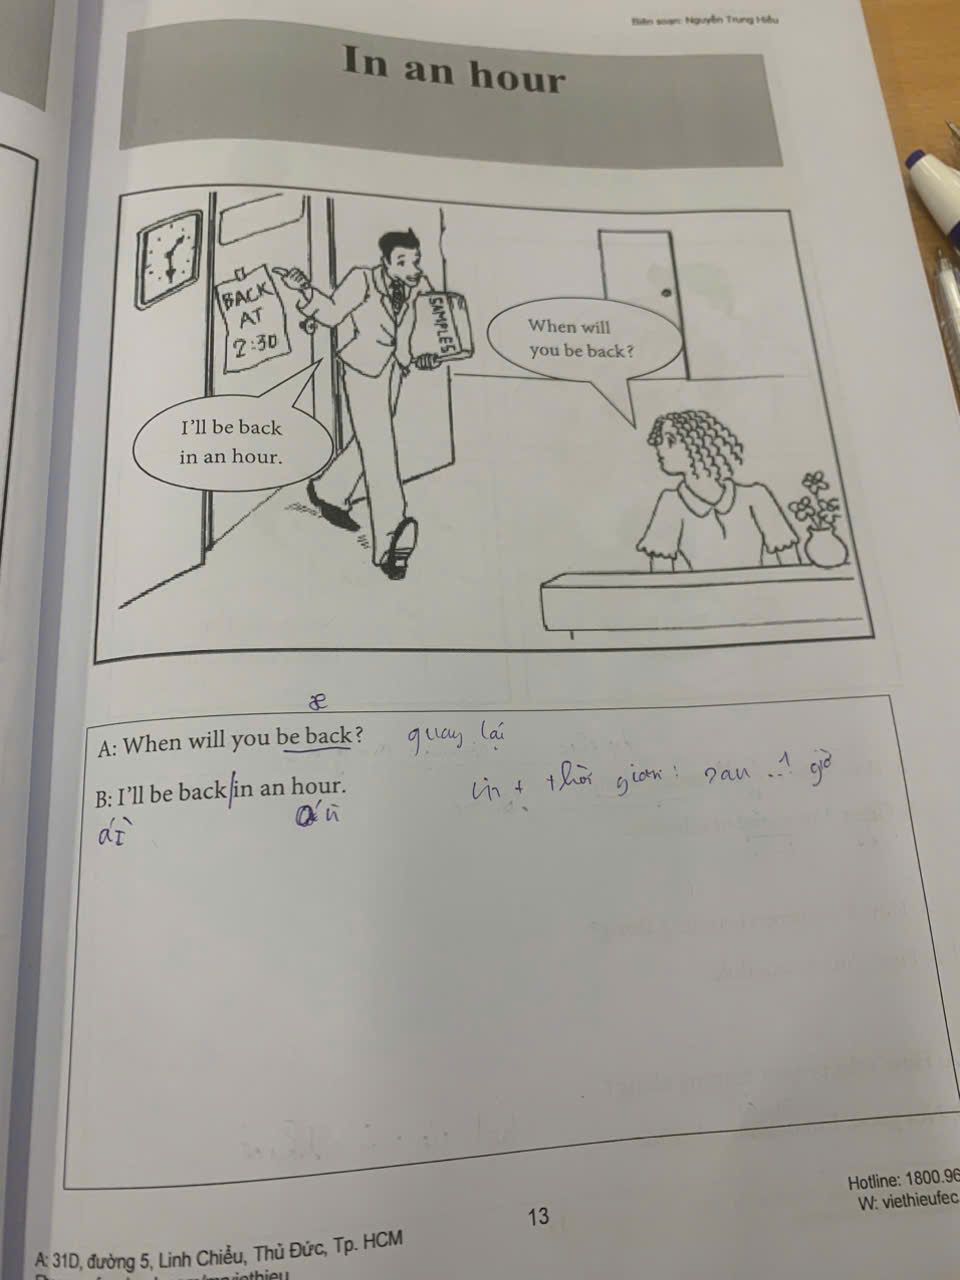 Biên soạn: Nguyễn Trung Hiếu
In an hour
BACK
AT
2:30
SAMPLES
When will
you be back?
I'll be back
in an hour.
æ
A: When will you be back? quay lại
B: I'll be back/in an hour. in + thời gian: sau ..1 giờ
13
Hotline: 1800.96
W: viethieufec.
A: 31D, đường 5, Linh Chiểu, Thủ Đức, Tp. HCM